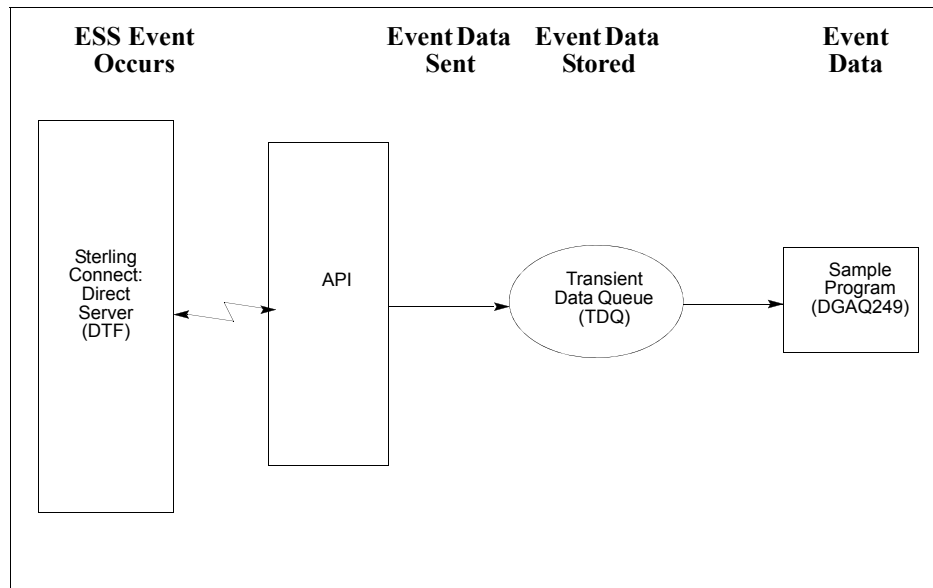 ESS Event
Occurs
Event Data
Sent
Event Data
Stored
Event
Data
Sterling
Connect:
Direct
Server
(DTF)
API
Transient
Data Queue
(TDQ)
Sample
Program
(DGAQ249)